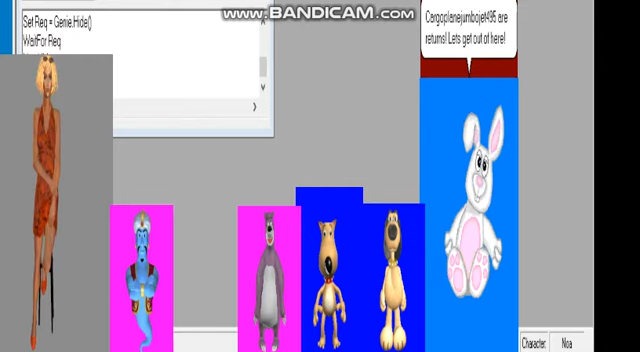 www.BANDICAM.com
Set Req = Genie.Hide()
WaitFor Req
Cargoplanejumbojet495 are
returns! Lets get out of here!
Character:
Noa